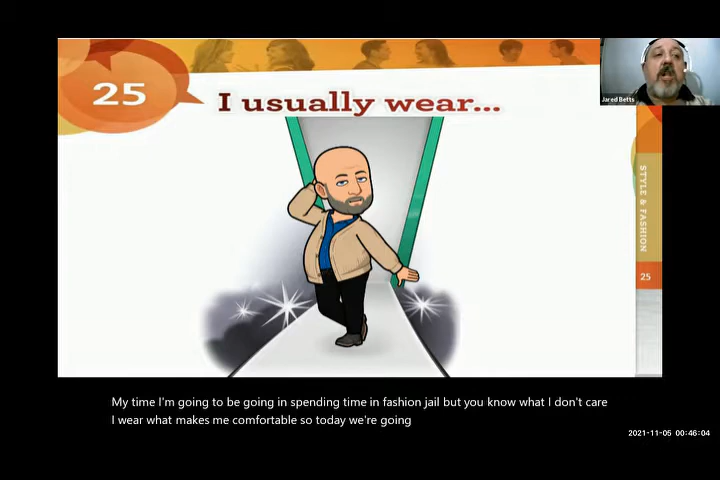 25
I usually wear...
Jared Betts
STYLE & FASHION
25
My time I'm going to be going in spending time in fashion jail but you know what I don't care
I wear what makes me comfortable so today we're going
2021-11-05 00:46:04